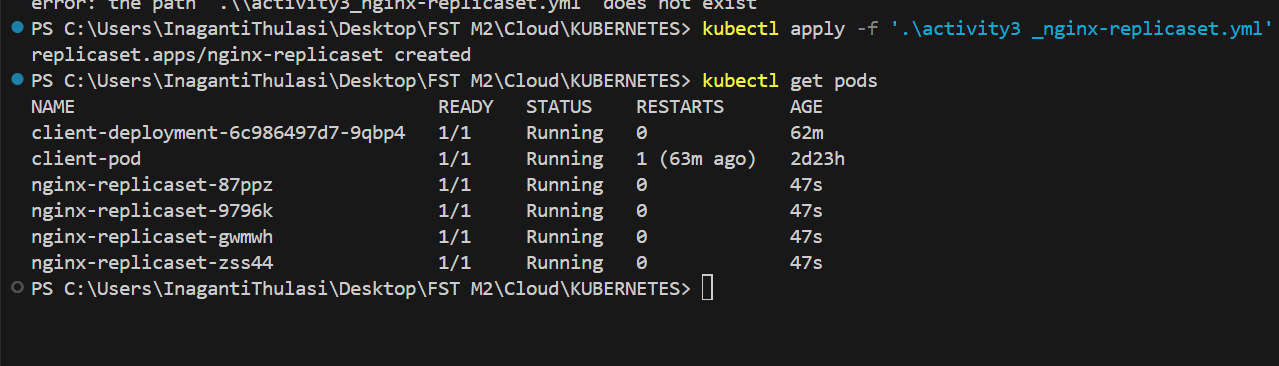 error: the path ".\\activity3_nginx-replicaset.yml" does not exist
PS C:\Users\InagantiThulasi\Desktop\FST M2\Cloud\KUBERNETES> kubectl apply -f '.\activity3 _nginx-replicaset.yml'
replicaset.apps/nginx-replicaset created
PS C:\Users\InagantiThulasi\Desktop\FST M2\Cloud\KUBERNETES> kubectl get pods
NAME READY STATUS RESTARTS AGE
client-deployment-6c986497d7-9qbp4 1/1 Running 0 62m
client-pod 1/1 Running 1 (63m ago) 2d23h
nginx-replicaset-87ppz 1/1 Running 0 47s
nginx-replicaset-9796k 1/1 Running 0 47s
nginx-replicaset-gwmwh 1/1 Running 0 47s
nginx-replicaset-zss44 1/1 Running 0 47s
PS C:\Users\InagantiThulasi\Desktop\FST M2\Cloud\KUBERNETES>